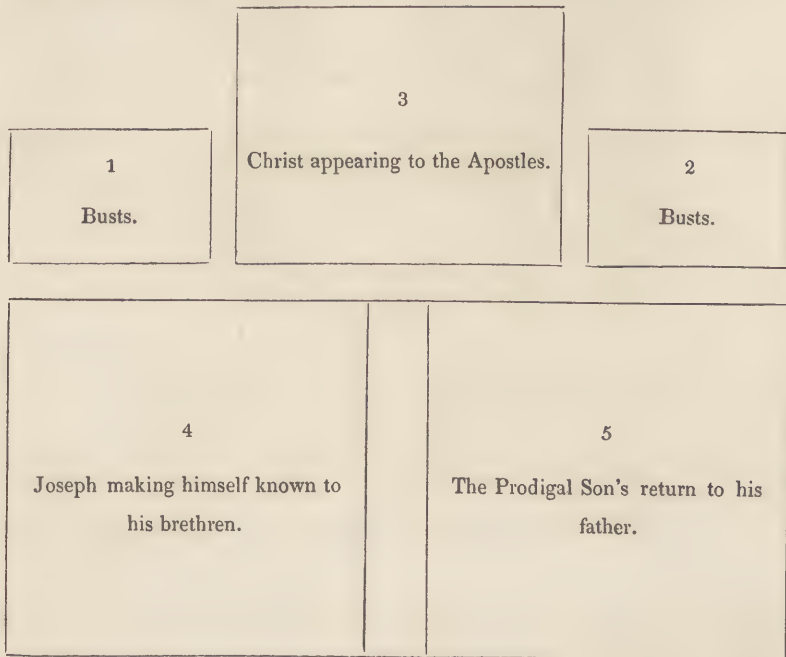 3
Christ appearing to the Apostles.
1
Busts.
2
Busts.
4
Joseph making himself known to
his brethren.
5
The Prodigal Son's return to his
father.